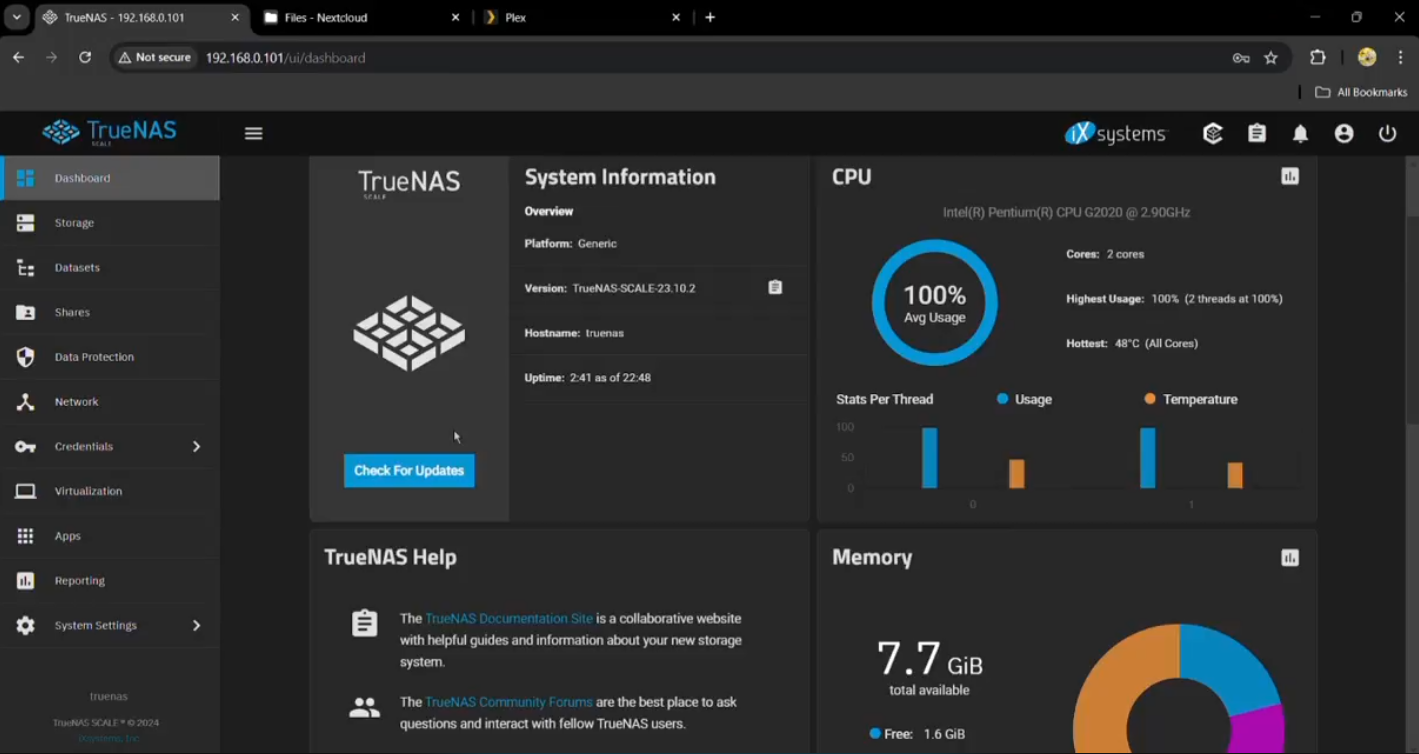 TrueNAS - 192.168.0.101
Files - Nextcloud
Plex
Not secure
192.168.0.101/ui/dashboard
All Bookmarks
TrueNAS
SCALE
iXsystems
Dashboard
Storage
Datasets
Shares
Data Protection
Network
Credentials
Virtualization
Apps
Reporting
System Settings
truenas
TrueNAS SCALE ® © 2024
iXsystems, Inc
TrueNAS
SCALE
Check For Updates
System Information
Overview
Platform: Generic
Version: TrueNAS-SCALE-23.10.2
Hostname: truenas
Uptime: 2:41 as of 22:48
CPU
Intel(R) Pentium(R) CPU G2020 @ 2.90GHz
100%
Avg Usage
Cores: 2 cores
Highest Usage: 100% (2 threads at 100%)
Hottest: 48°C (All Cores)
Stats Per Thread
Usage
Temperature
100
50
0
0
1
TrueNAS Help
The TrueNAS Documentation Site is a collaborative website
with helpful guides and information about your new storage
system.
The TrueNAS Community Forums are the best place to ask
questions and interact with fellow TrueNAS users.
Memory
7.7 GiB
total available
Free: 1.6 GiB